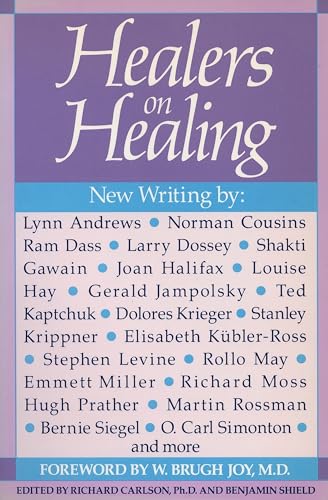 Healers
on
Healing
New Writing by:
Lynn Andrews • Norman Cousins
Ram Dass • Larry Dossey • Shakti
Gawain • Joan Halifax • Louise
Hay • Gerald Jampolsky • Ted
Kaptchuk • Dolores Krieger • Stanley
Krippner • Elisabeth Kübler-Ross
• Stephen Levine • Rollo May •
Emmett Miller • Richard Moss
Hugh Prather • Martin Rossman
• Bernie Siegel • O. Carl Simonton •
and more
FOREWORD BY W. BRUGH JOY, M.D.
EDITED BY RICHARD CARLSON, Ph.D. AND BENJAMIN SHIELD